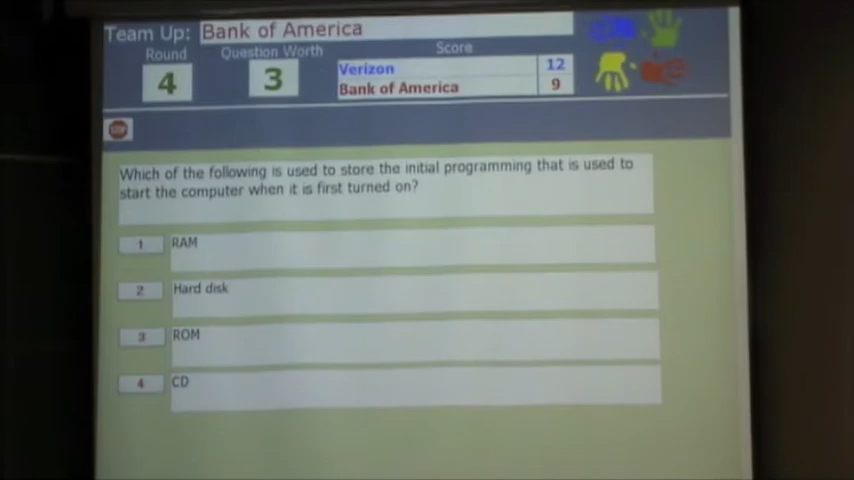 Team Up: Bank of America
Round
Question Worth
Score
4
3
Verizon 12
Bank of America 9
STOP
Which of the following is used to store the initial programming that is used to
start the computer when it is first turned on?
1 RAM
2 Hard disk
3 ROM
4 CD